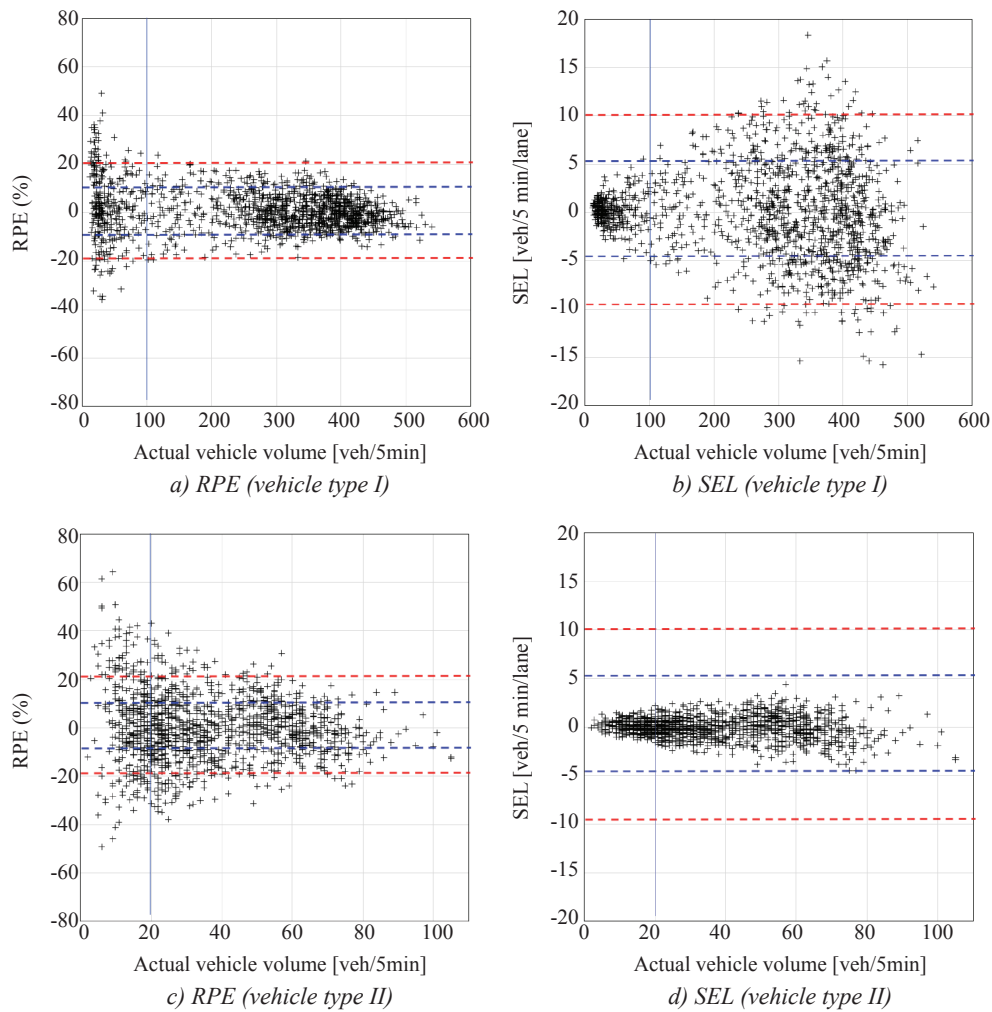 80
60
40
20
0
-20
-40
-60
-80
RPE (%)
0 100 200 300 400 500 600
Actual vehicle volume [veh/5min]
a) RPE (vehicle type I)
20
15
10
5
0
-5
-10
-15
-20
SEL [veh/5 min/lane]
0 100 200 300 400 500 600
Actual vehicle volume [veh/5min]
b) SEL (vehicle type I)
80
60
40
20
0
-20
-40
-60
-80
RPE (%)
0 20 40 60 80 100
Actual vehicle volume [veh/5min]
c) RPE (vehicle type II)
20
15
10
5
0
-5
-10
-15
-20
SEL [veh/5 min/lane]
0 20 40 60 80 100
Actual vehicle volume [veh/5min]
d) SEL (vehicle type II)